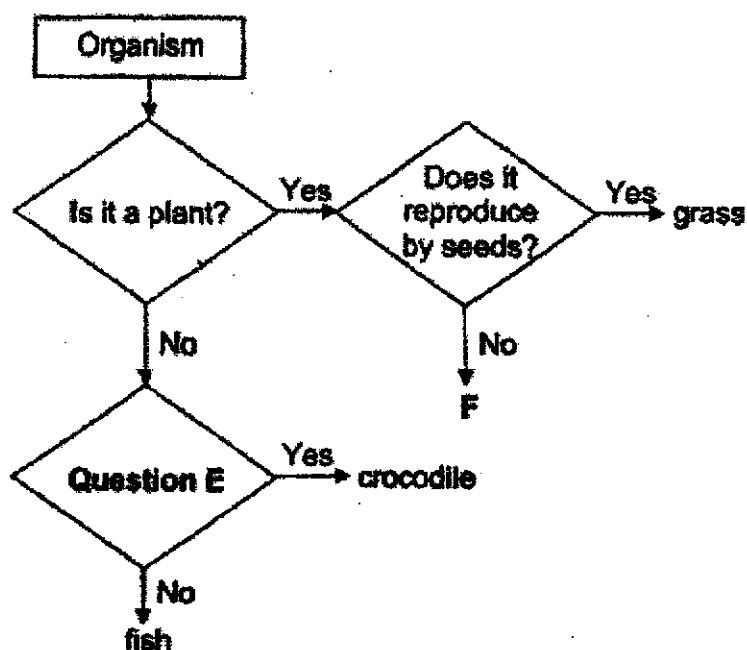 Organism
Is it a plant?
Yes
Does it
reproduce
by seeds?
Yes
grass
No
No
F
Question E
Yes
crocodile
No
fish